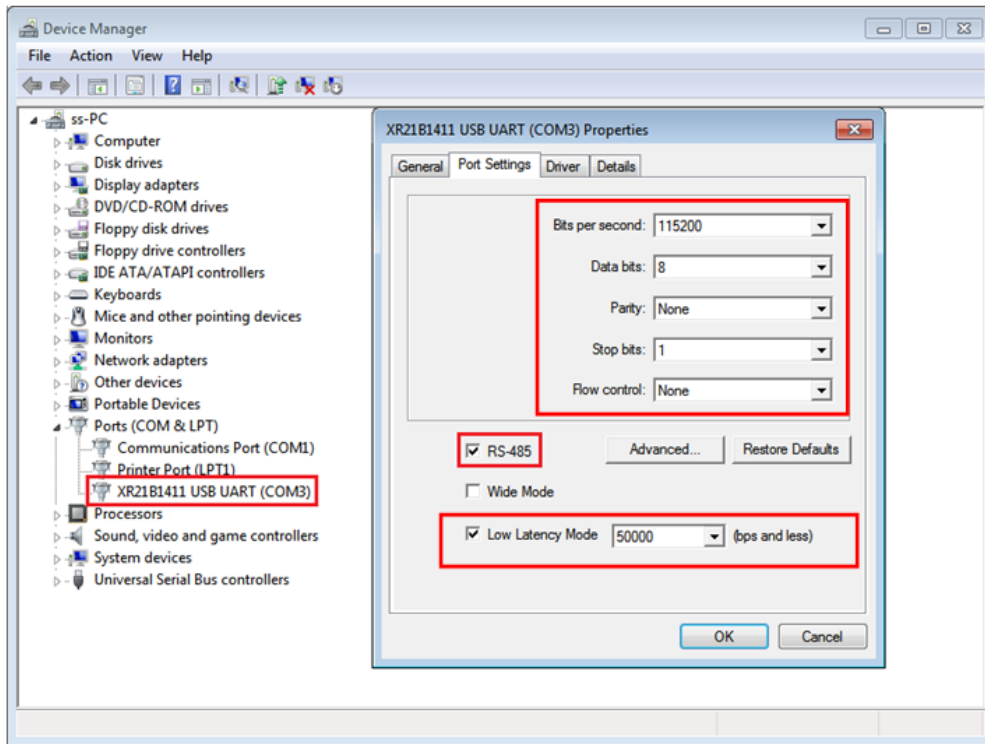 Device Manager
File Action View Help
ss-PC
Computer
Disk drives
Display adapters
DVD/CD-ROM drives
Floppy disk drives
Floppy drive controllers
IDE ATA/ATAPI controllers
Keyboards
Mice and other pointing devices
Monitors
Network adapters
Other devices
Portable Devices
Ports (COM & LPT)
Communications Port (COM1)
Printer Port (LPT1)
XR21B1411 USB UART (COM3)
Processors
Sound, video and game controllers
System devices
Universal Serial Bus controllers
XR21B1411 USB UART (COM3) Properties
General Port Settings Driver Details
Bits per second: 115200
Data bits: 8
Parity: None
Stop bits: 1
Flow control: None
RS-485 Advanced... Restore Defaults
Wide Mode
Low Latency Mode 50000 (bps and less)
OK Cancel